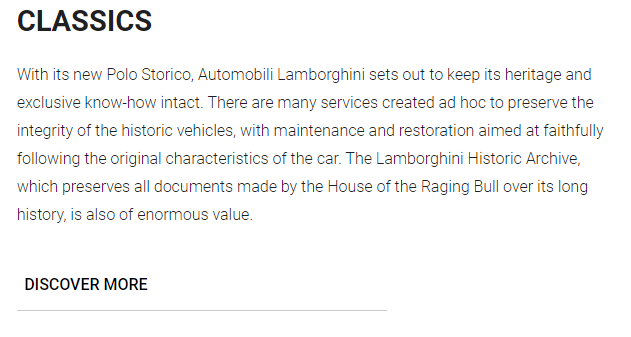 CLASSICS
With its new Polo Storico, Automobili Lamborghini sets out to keep its heritage and
exclusive know-how intact. There are many services created ad hoc to preserve the
integrity of the historic vehicles, with maintenance and restoration aimed at faithfully
following the original characteristics of the car. The Lamborghini Historic Archive,
which preserves all documents made by the House of the Raging Bull over its long
history, is also of enormous value.
DISCOVER MORE